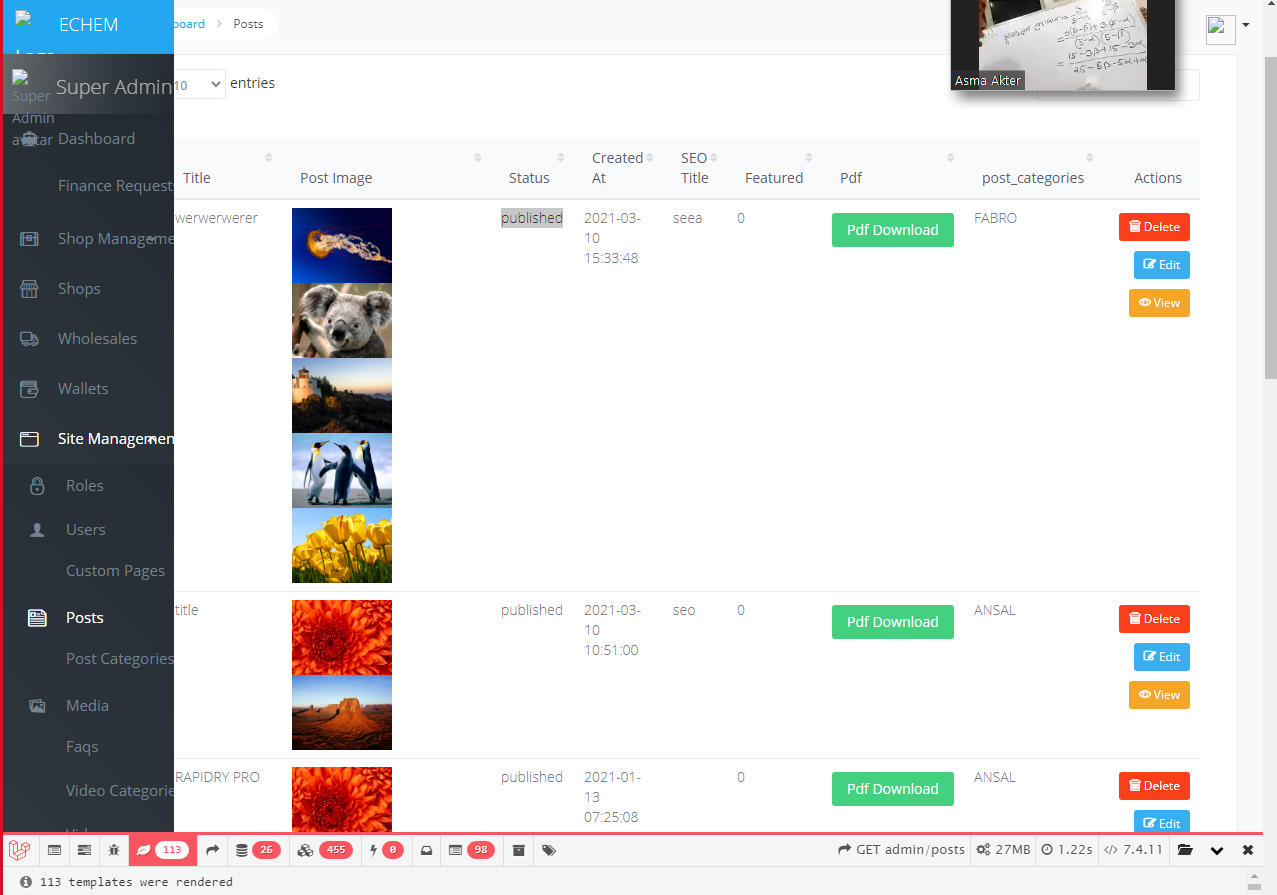 ECHEM
board > Posts
Super Admin
Super Admin avatar
10 entries
Asma Akter
Dashboard
Finance Requests
Shop Manageme
Shops
Wholesales
Wallets
Site Managemen
Roles
Users
Custom Pages
Posts
Post Categories
Media
Faqs
Video Categorie
Title Post Image Status Created At SEO Title Featured Pdf post_categories Actions
werwerwerer published 2021-03-10 15:33:48 seea 0 Pdf Download FABRO Delete
Edit
View
title published 2021-03-10 10:51:00 seo 0 Pdf Download ANSAL Delete
Edit
View
RAPIDRY PRO published 2021-01-13 07:25:08 0 Pdf Download ANSAL Delete
Edit
113 26 455 0 98 GET admin/posts 27MB 1.22s 7.4.11
113 templates were rendered